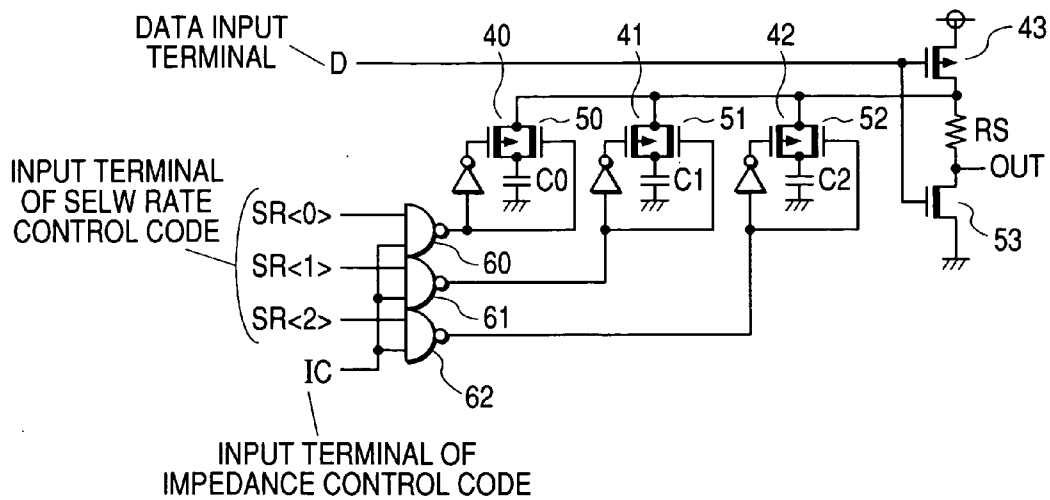 DATA INPUT
TERMINAL
D
40
41
42
43
50
51
52
RS
OUT
C0
C1
C2
53
INPUT TERMINAL
OF SELW RATE
CONTROL CODE
SR<0>
SR<1>
SR<2>
60
61
62
IC
INPUT TERMINAL OF
IMPEDANCE CONTROL CODE